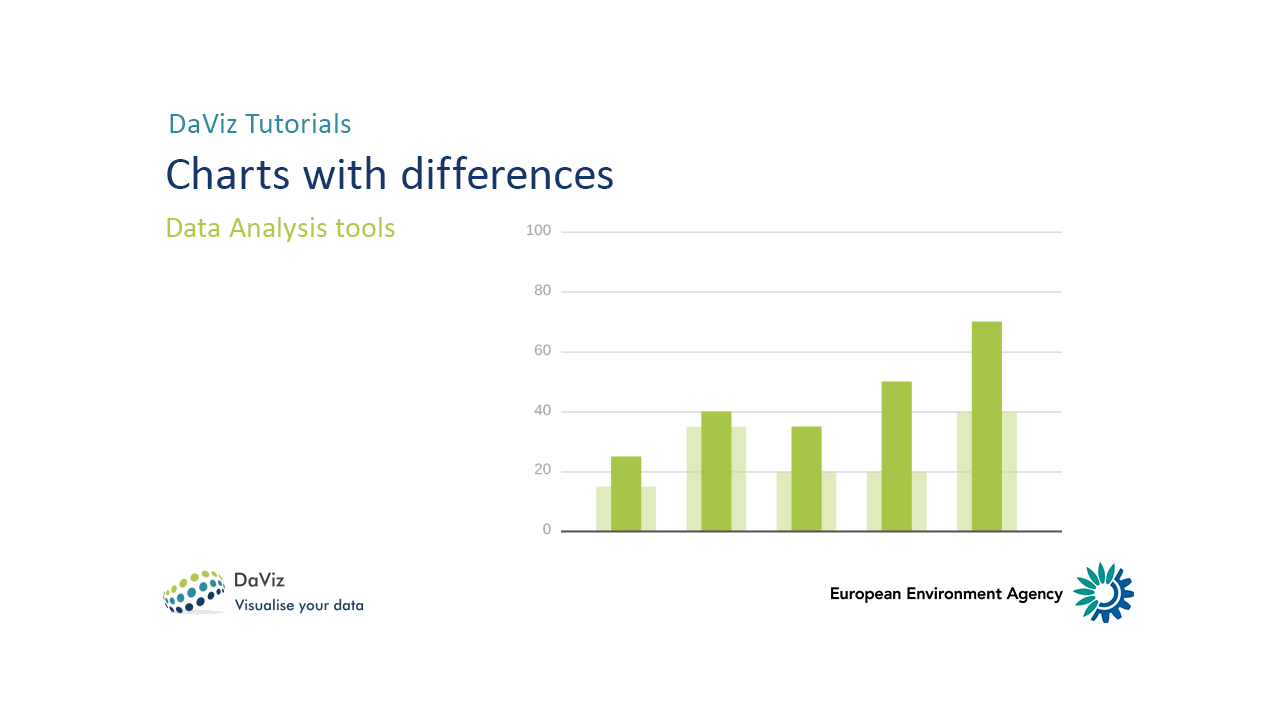 DaViz Tutorials
Charts with differences
Data Analysis tools
100
80
60
40
20
0
DaViz
Visualise your data
European Environment Agency